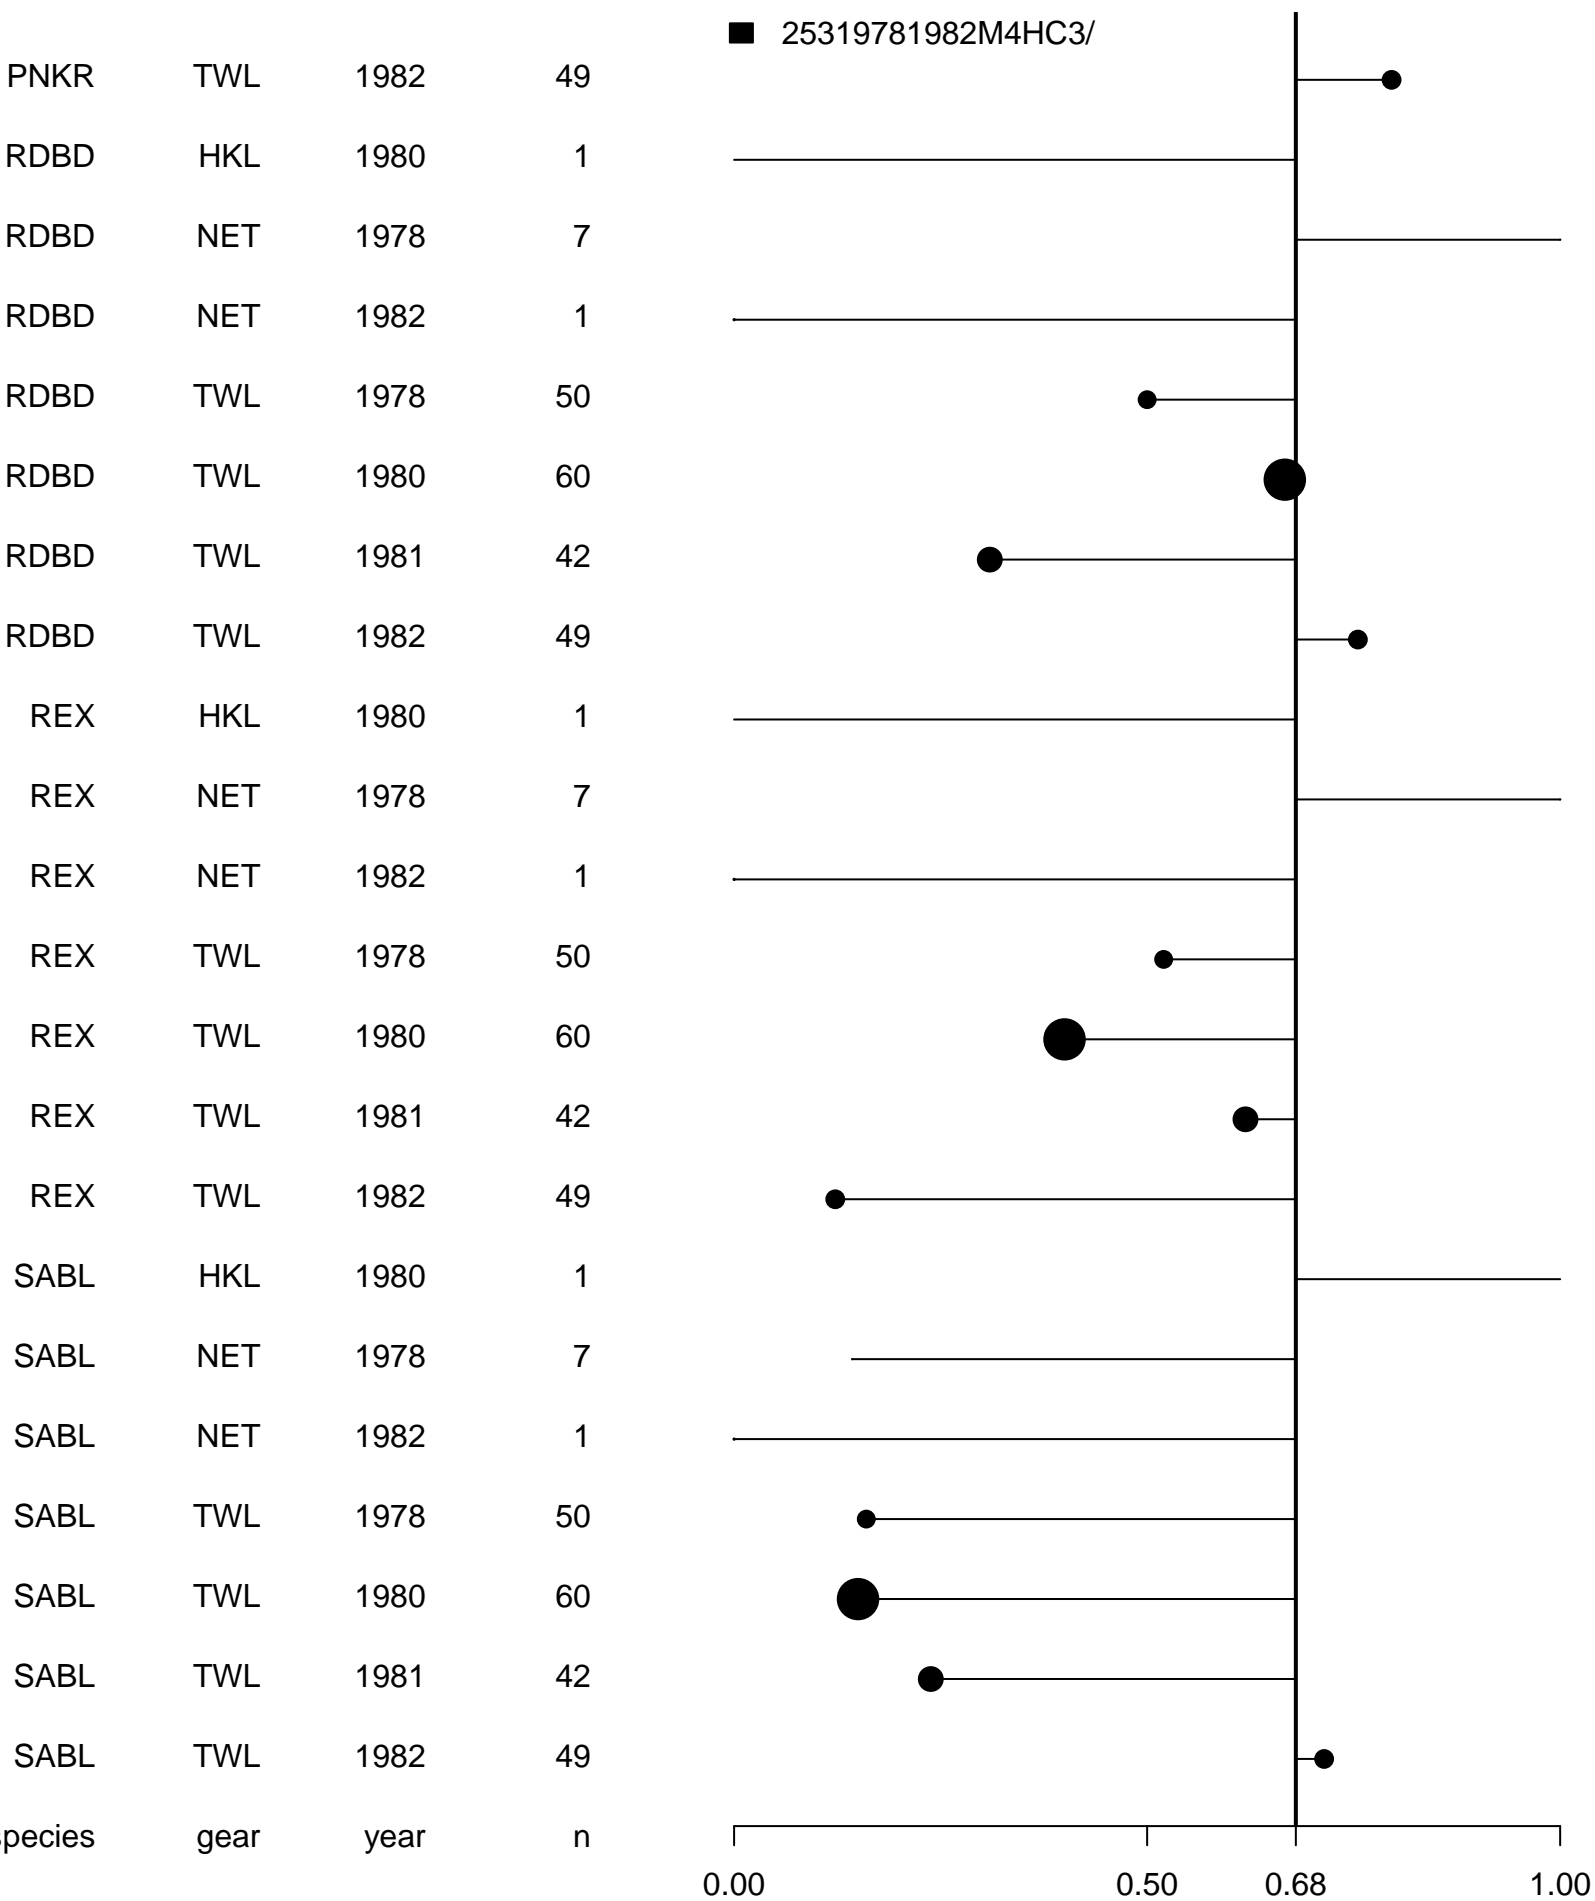 25319781982M4HC3/
PNKR TWL 1982 49
RDBD HKL 1980 1
RDBD NET 1978 7
RDBD NET 1982 1
RDBD TWL 1978 50
RDBD TWL 1980 60
RDBD TWL 1981 42
RDBD TWL 1982 49
REX HKL 1980 1
REX NET 1978 7
REX NET 1982 1
REX TWL 1978 50
REX TWL 1980 60
REX TWL 1981 42
REX TWL 1982 49
SABL HKL 1980 1
SABL NET 1978 7
SABL NET 1982 1
SABL TWL 1978 50
SABL TWL 1980 60
SABL TWL 1981 42
SABL TWL 1982 49
species gear year n
0.00 0.50 0.68 1.00